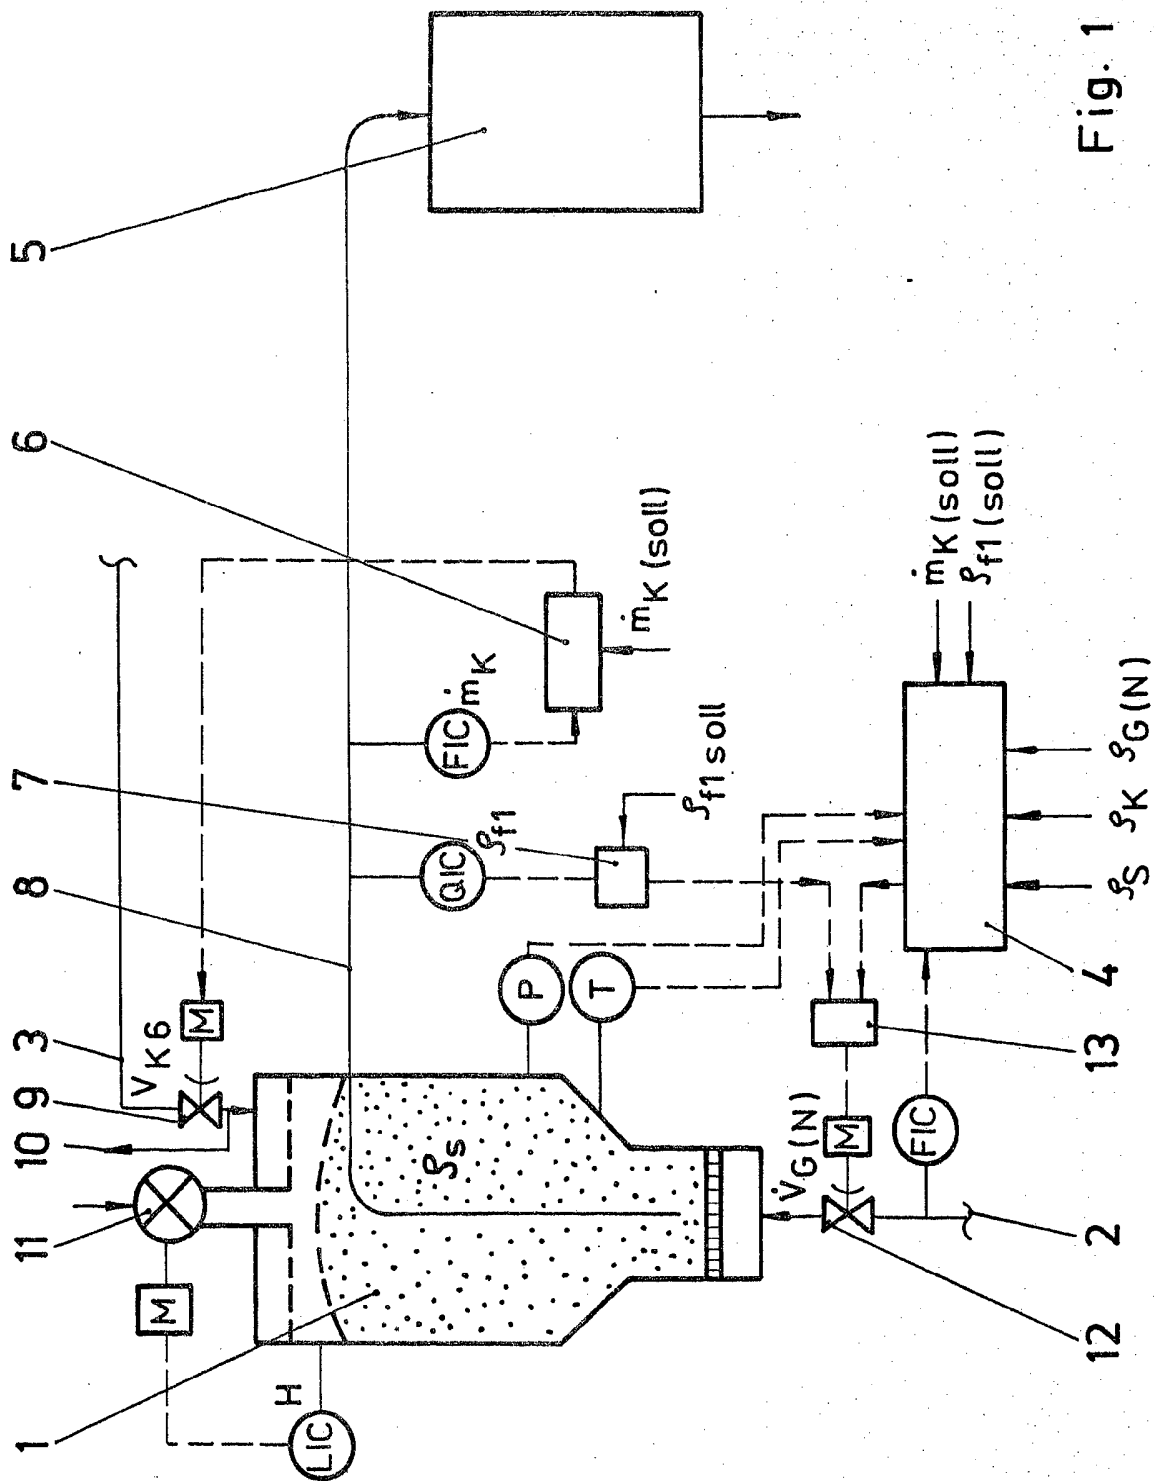 1
11
10
9
3
8
7
6
5
LIC
H
M
V̇K6
M
ρS
P
T
QIC
ρf1
FIC
ṁK
ρf1 soll
ṁK (soll)
V̇G(N)
M
FIC
ṁK (soll)
ρf1 (soll)
ρS
ρK
ρG(N)
12
2
13
4
Fig. 1